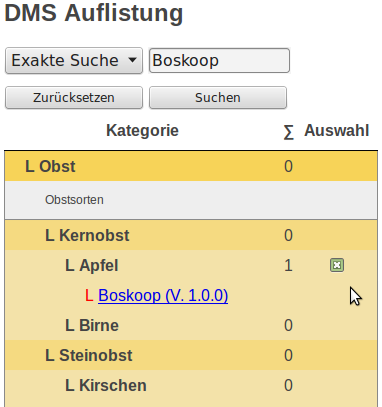 DMS Auflistung
Exakte Suche Boskoop
Zurücksetzen Suchen
Kategorie ∑ Auswahl
L Obst 0
Obstsorten
L Kernobst 0
L Apfel 1
L Boskoop (V. 1.0.0)
L Birne 0
L Steinobst 0
L Kirschen 0